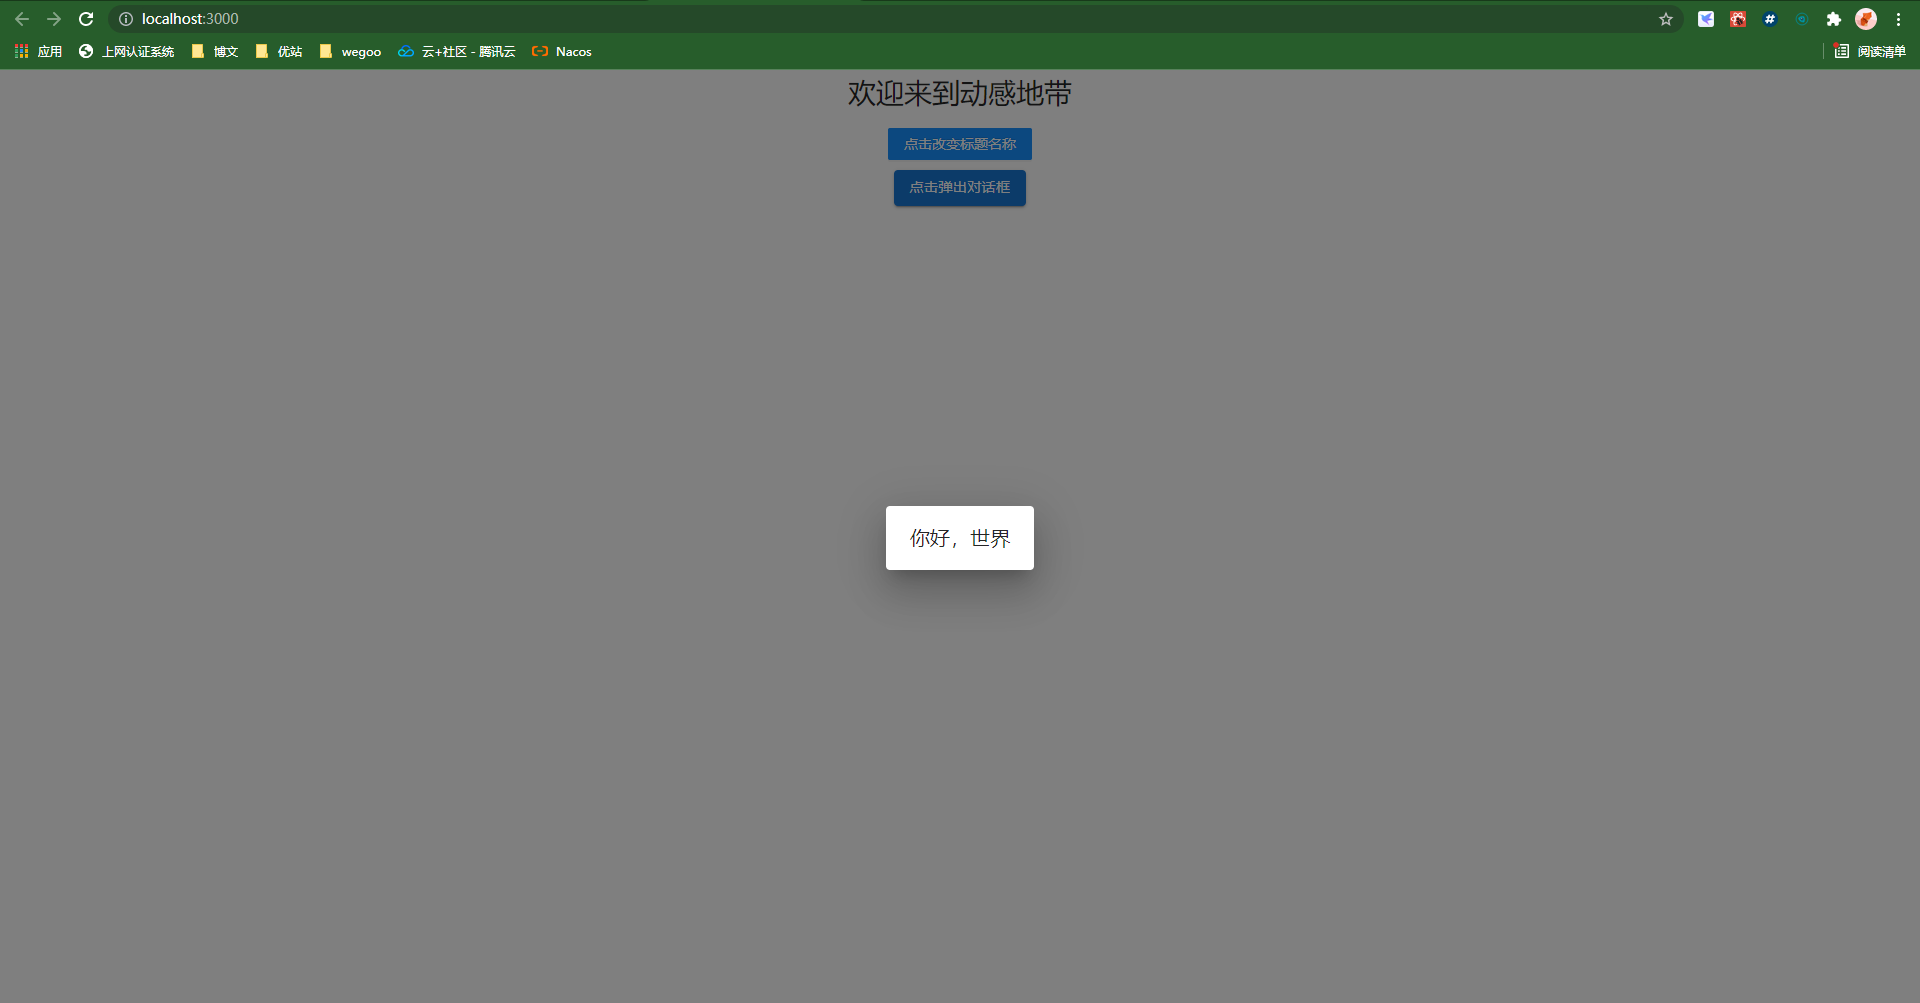 localhost:3000
应用 上网认证系统 博文 优站 wegoo 云+社区 - 腾讯云 Nacos 阅读清单
欢迎来到动感地带
点击改变标题名称
点击弹出对话框
你好，世界